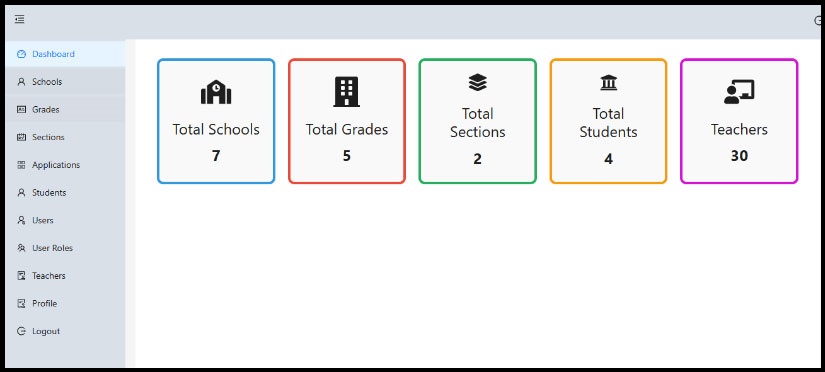 Dashboard
Schools
Grades
Sections
Applications
Students
Users
User Roles
Teachers
Profile
Logout
Total Schools
7
Total Grades
5
Total
Sections
2
Total
Students
4
Teachers
30